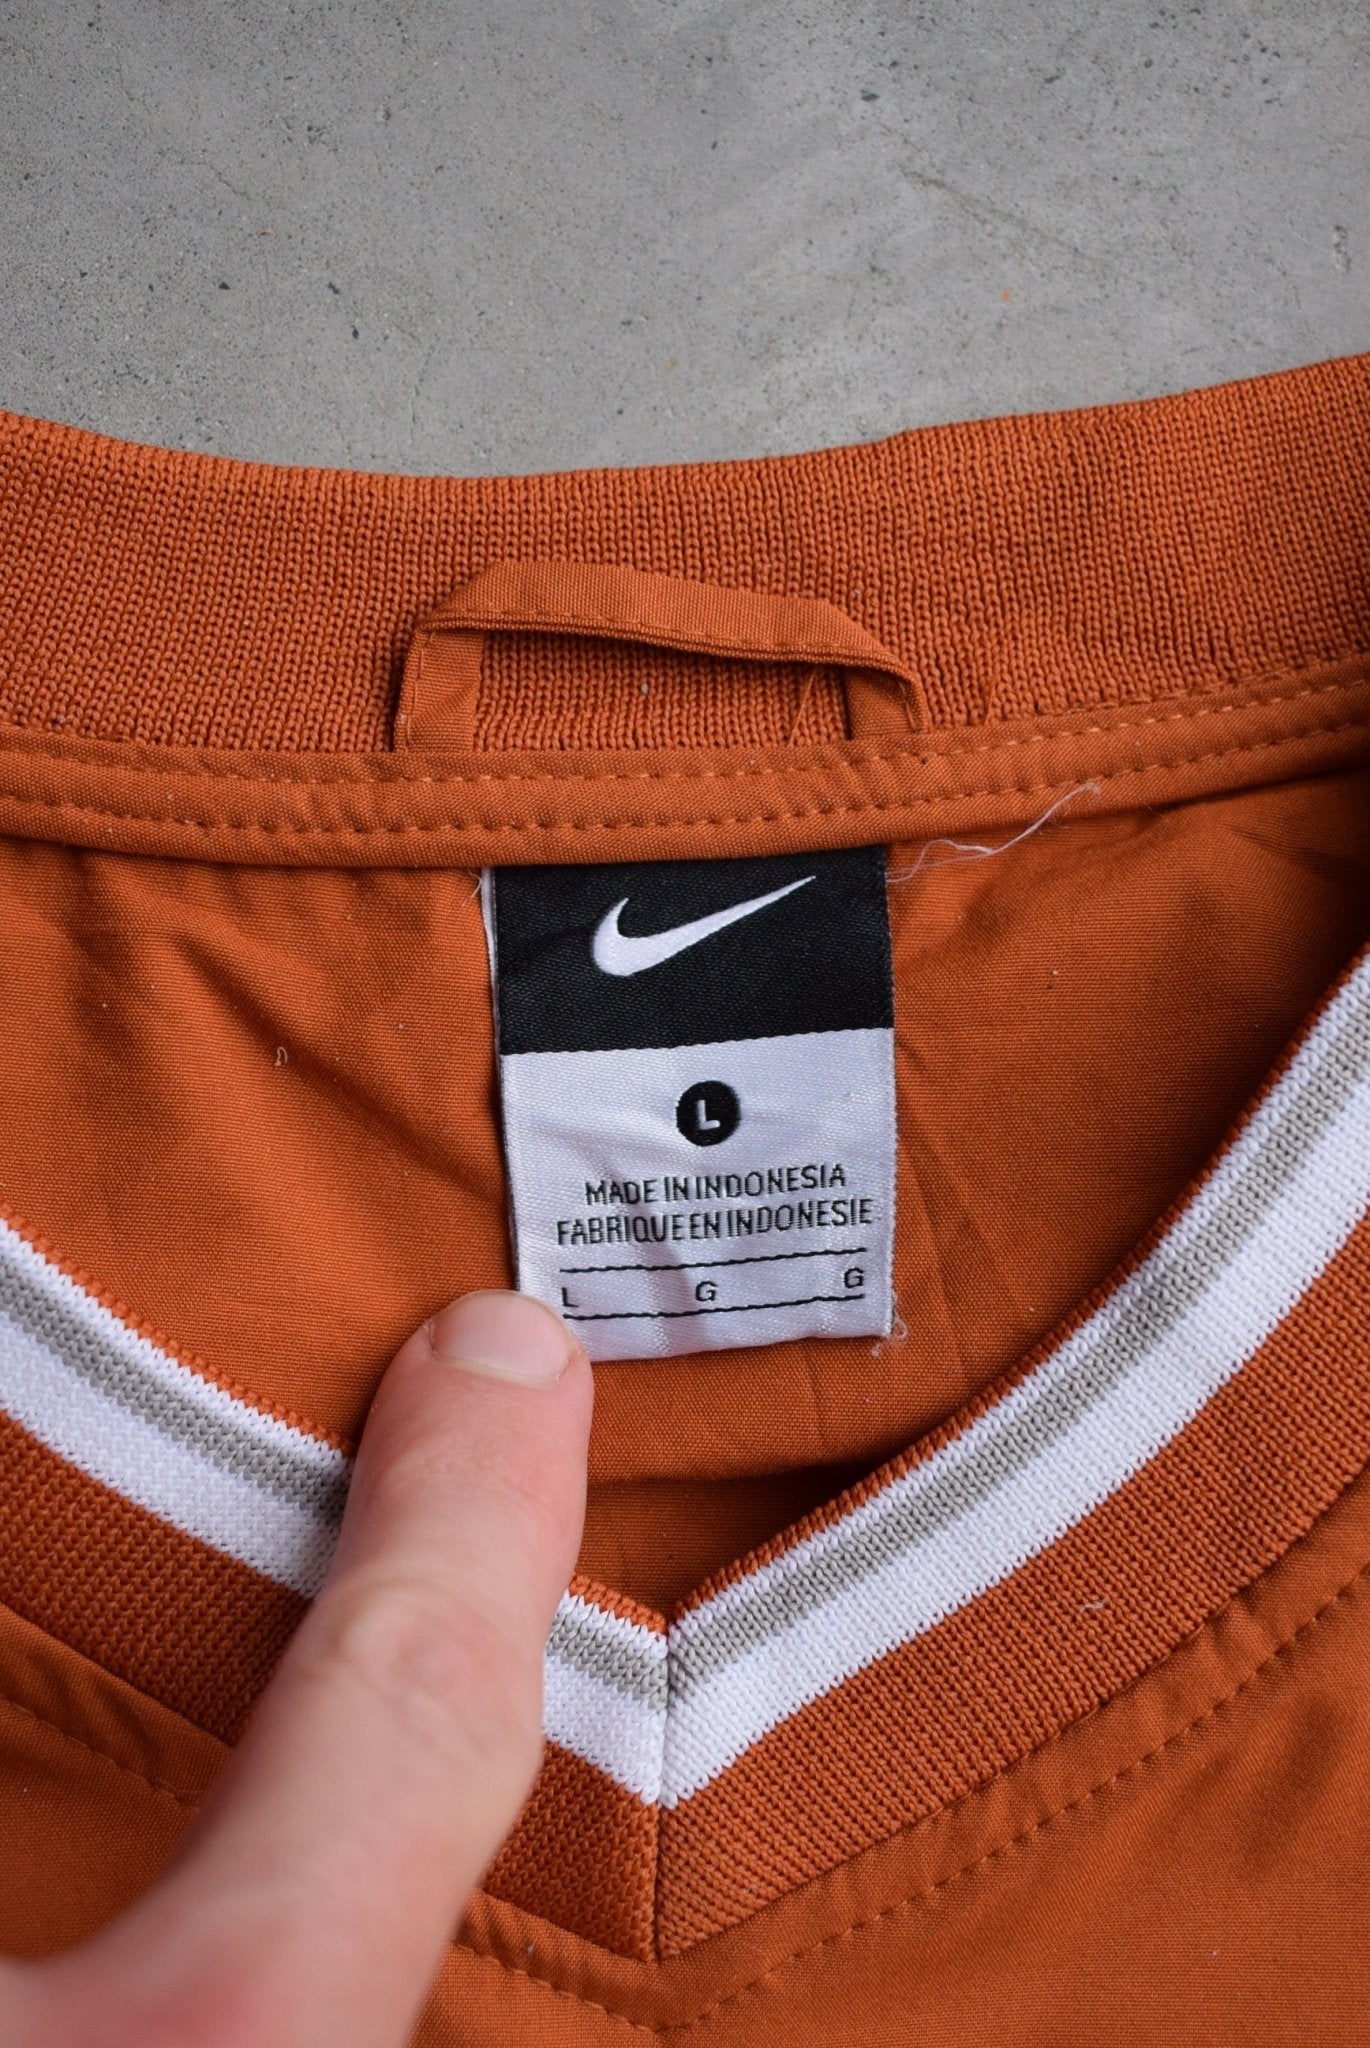 L
MADE IN INDONESIA
FABRIQUE EN INDONESIE
L G G